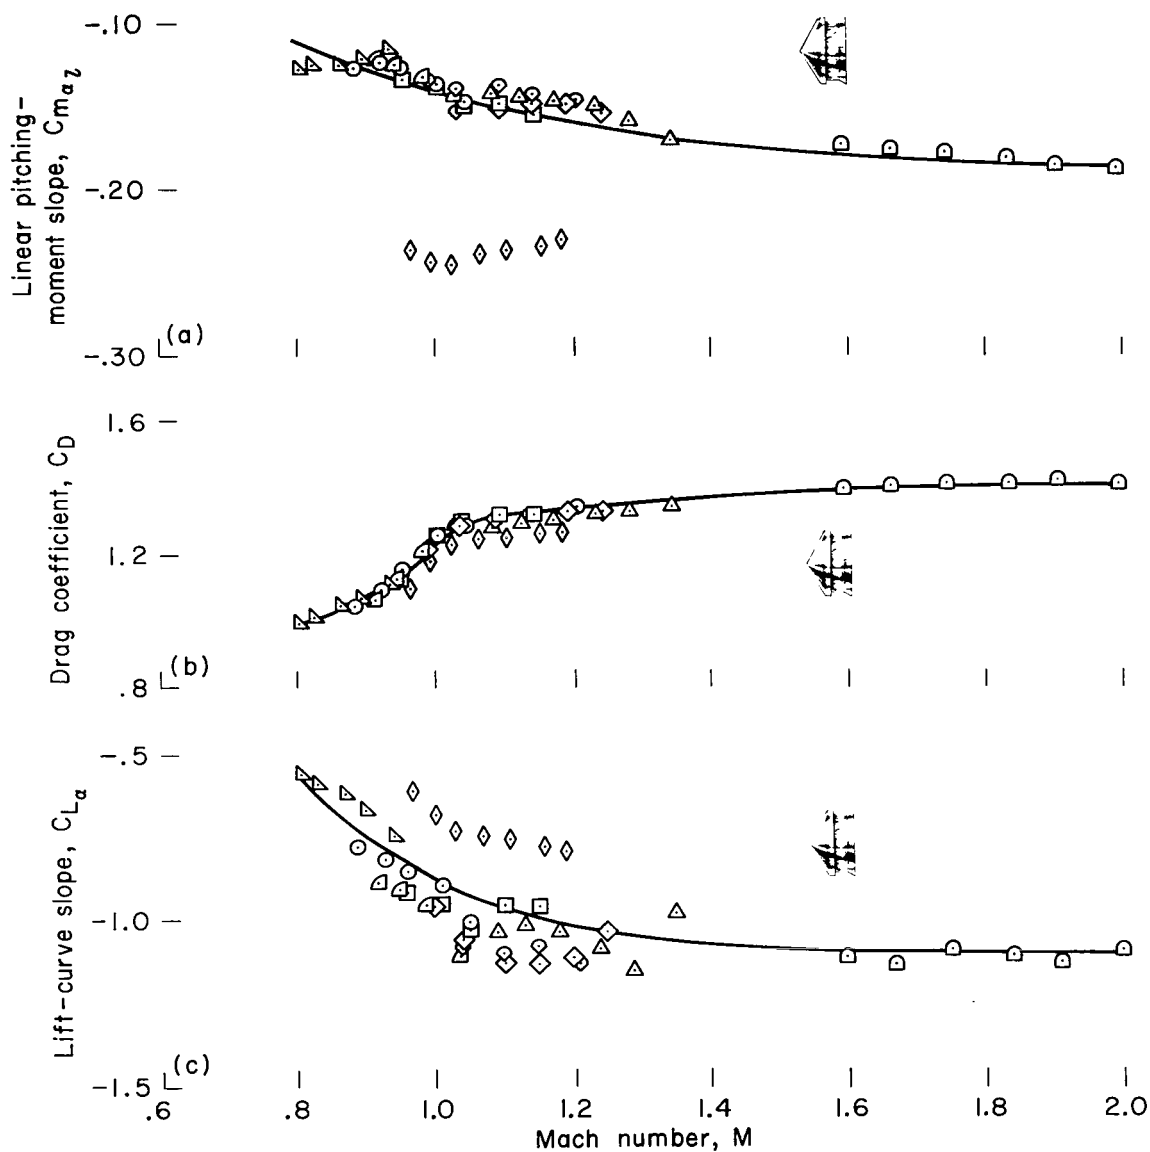 Linear pitching-
moment slope, Cmαl
-.10
-.20
-.30
(a)
Drag coefficient, CD
1.6
1.2
.8
(b)
Lift-curve slope, CLα
-.5
-1.0
-1.5
(c)
.6 .8 1.0 1.2 1.4 1.6 1.8 2.0
Mach number, M